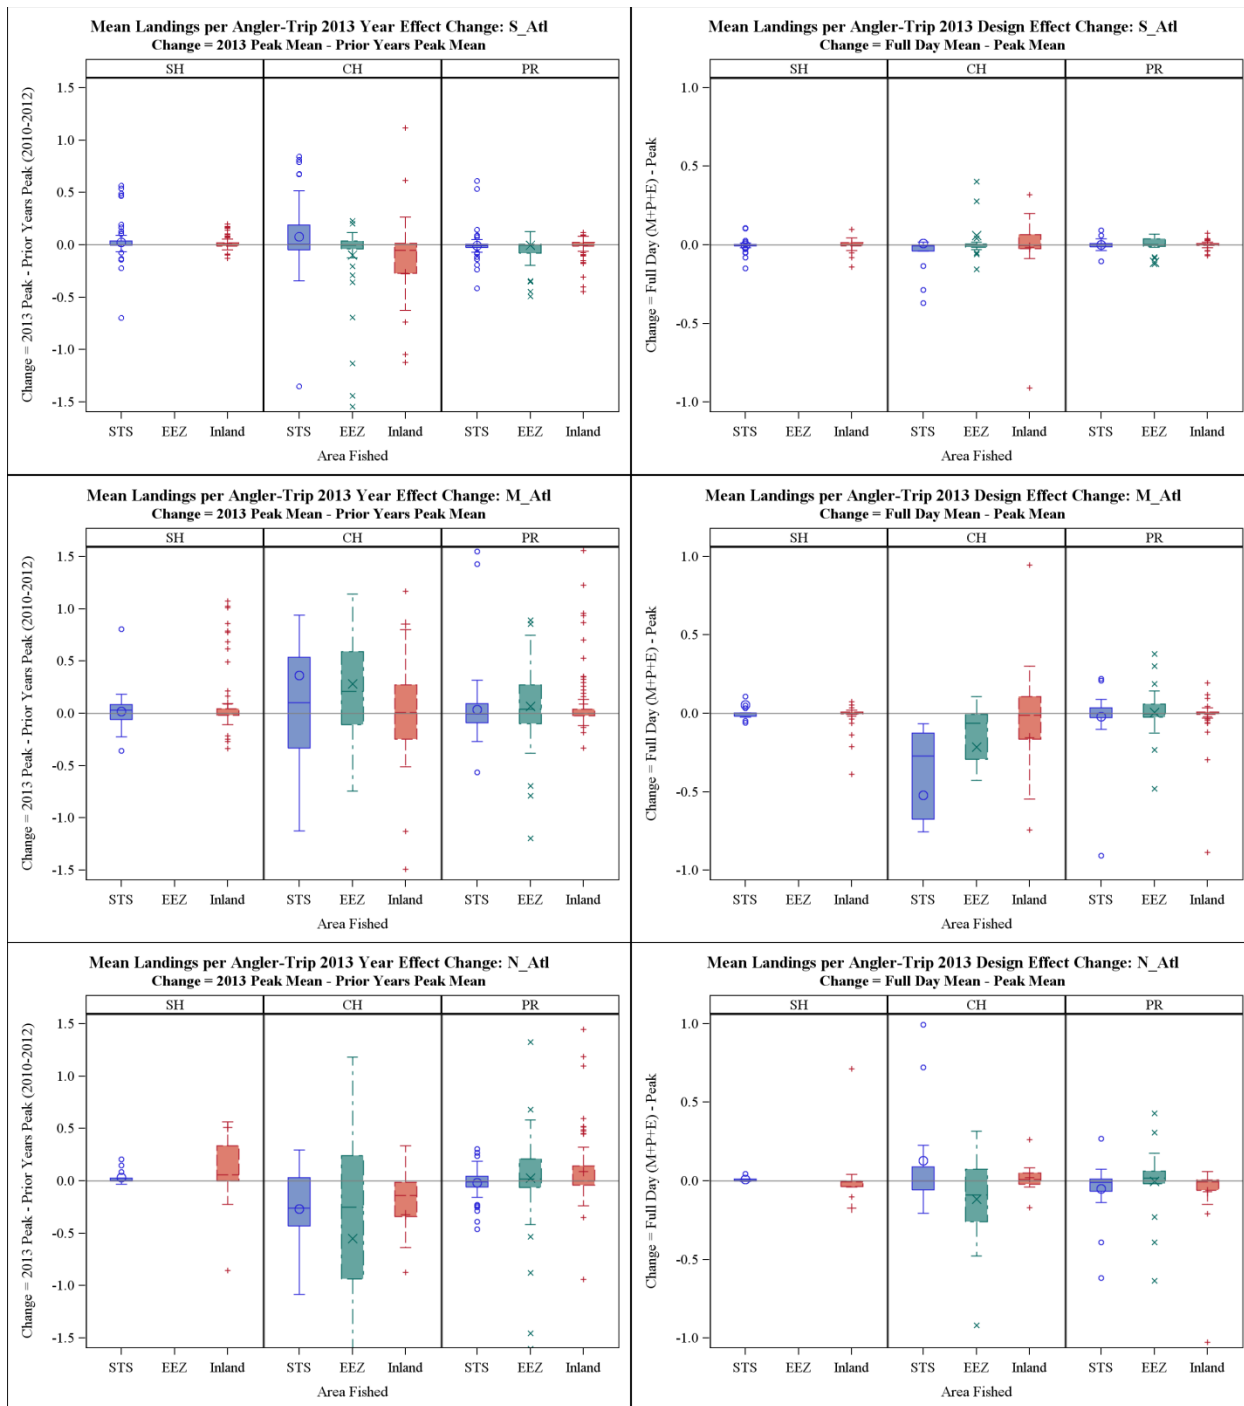 Mean Landings per Angler-Trip 2013 Year Effect Change: S_Atl
Change = 2013 Peak Mean - Prior Years Peak Mean
SH CH PR
Change = 2013 Peak - Prior Years Peak (2010-2012)
1.5
1.0
0.5
0.0
-0.5
-1.0
-1.5
STS EEZ Inland STS EEZ Inland STS EEZ Inland
Area Fished
Mean Landings per Angler-Trip 2013 Design Effect Change: S_Atl
Change = Full Day Mean - Peak Mean
SH CH PR
Change = Full Day (M+P+E) - Peak
1.0
0.5
0.0
-0.5
-1.0
STS EEZ Inland STS EEZ Inland STS EEZ Inland
Area Fished
Mean Landings per Angler-Trip 2013 Year Effect Change: M_Atl
Change = 2013 Peak Mean - Prior Years Peak Mean
SH CH PR
Change = 2013 Peak - Prior Years Peak (2010-2012)
1.5
1.0
0.5
0.0
-0.5
-1.0
-1.5
STS EEZ Inland STS EEZ Inland STS EEZ Inland
Area Fished
Mean Landings per Angler-Trip 2013 Design Effect Change: M_Atl
Change = Full Day Mean - Peak Mean
SH CH PR
Change = Full Day (M+P+E) - Peak
1.0
0.5
0.0
-0.5
-1.0
STS EEZ Inland STS EEZ Inland STS EEZ Inland
Area Fished
Mean Landings per Angler-Trip 2013 Year Effect Change: N_Atl
Change = 2013 Peak Mean - Prior Years Peak Mean
SH CH PR
Change = 2013 Peak - Prior Years Peak (2010-2012)
1.5
1.0
0.5
0.0
-0.5
-1.0
-1.5
STS EEZ Inland STS EEZ Inland STS EEZ Inland
Area Fished
Mean Landings per Angler-Trip 2013 Design Effect Change: N_Atl
Change = Full Day Mean - Peak Mean
SH CH PR
Change = Full Day (M+P+E) - Peak
1.0
0.5
0.0
-0.5
-1.0
STS EEZ Inland STS EEZ Inland STS EEZ Inland
Area Fished